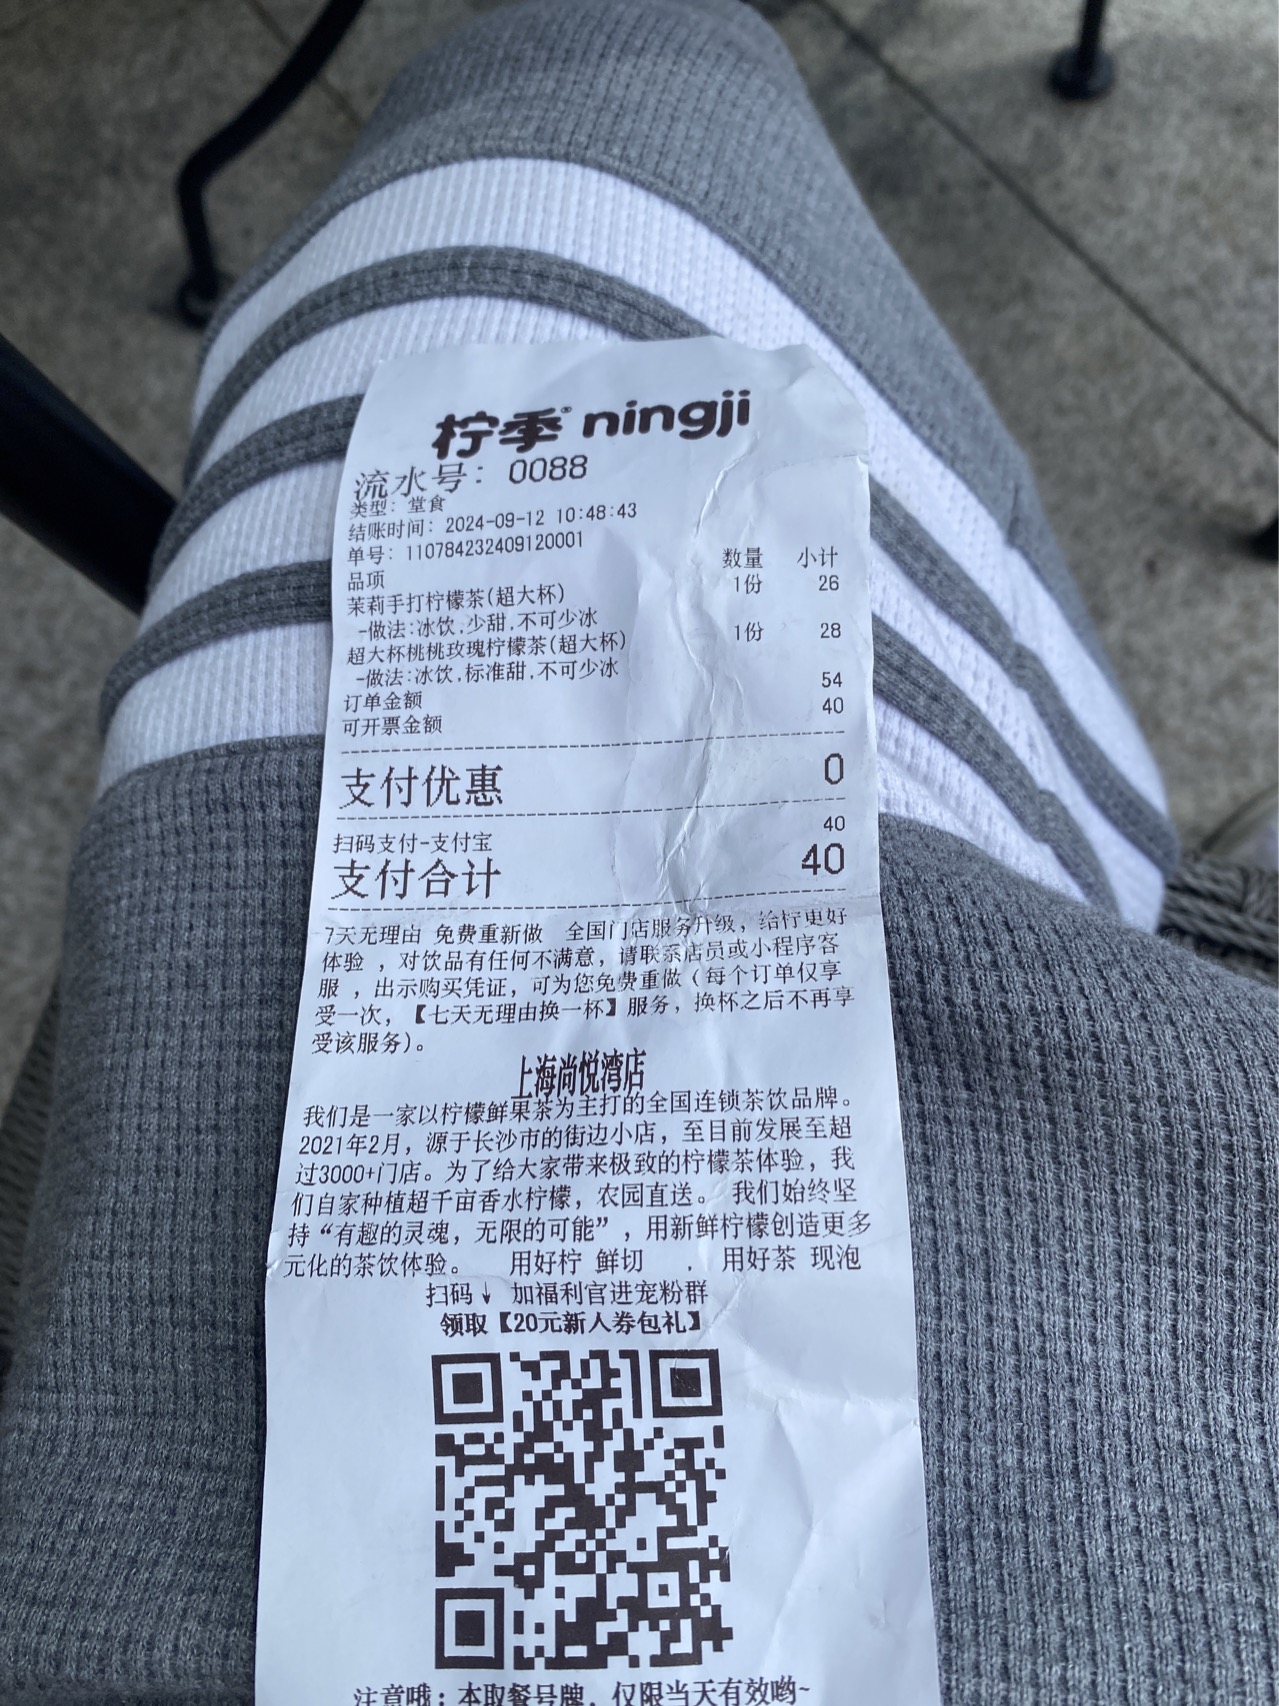 柠季® ningji
流水号: 0088
类型: 堂食
结账时间: 2024-09-12 10:48:43
单号: 110784232409120001
品项 数量 小计
茉莉手打柠檬茶(超大杯) 1份 26
-做法:冰饮,少甜,不可少冰
超大杯桃桃玫瑰柠檬茶(超大杯) 1份 28
-做法:冰饮,标准甜,不可少冰
订单金额 54
可开票金额 40
支付优惠 0
扫码支付-支付宝 40
支付合计 40
7天无理由 免费重新做 全国门店服务升级，给柠更好
体验 ，对饮品有任何不满意，请联系店员或小程序客
服 ，出示购买凭证，可为您免费重做（每个订单仅享
受一次，【七天无理由换一杯】服务，换杯之后不再享
受该服务）。
上海尚悦湾店
我们是一家以柠檬鲜果茶为主打的全国连锁茶饮品牌。
2021年2月，源于长沙市的街边小店，至目前发展至超
过3000+门店。为了给大家带来极致的柠檬茶体验，我
们自家种植超千亩香水柠檬，农园直送。 我们始终坚
持“有趣的灵魂，无限的可能”，用新鲜柠檬创造更多
元化的茶饮体验。 用好柠 鲜切 . 用好茶 现泡
扫码↓ 加福利官进宠粉群
领取【20元新人券包礼】
注意哦：本取餐号牌，仅限当天有效哟~